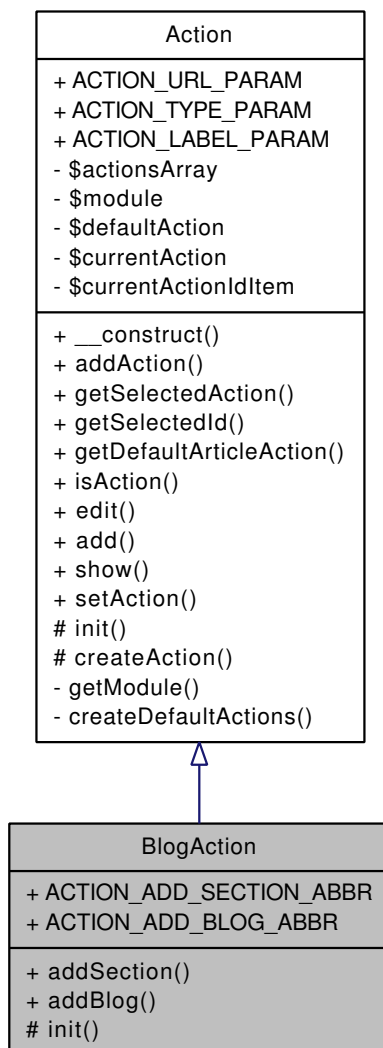 Action
+ ACTION_URL_PARAM
+ ACTION_TYPE_PARAM
+ ACTION_LABEL_PARAM
- $actionsArray
- $module
- $defaultAction
- $currentAction
- $currentActionIdItem
+ __construct()
+ addAction()
+ getSelectedAction()
+ getSelectedId()
+ getDefaultArticleAction()
+ isAction()
+ edit()
+ add()
+ show()
+ setAction()
# init()
# createAction()
- getModule()
- createDefaultActions()
BlogAction
+ ACTION_ADD_SECTION_ABBR
+ ACTION_ADD_BLOG_ABBR
+ addSection()
+ addBlog()
# init()